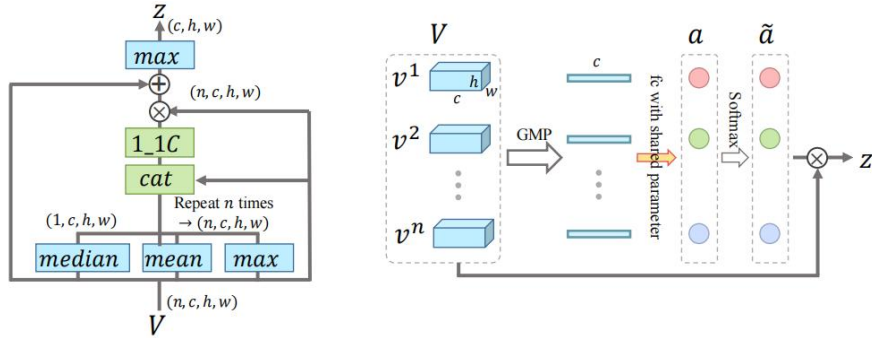 z (c, h, w)
max
(n, c, h, w)
1_1C
cat
Repeat n times
(1, c, h, w) → (n, c, h, w)
median mean max
(n, c, h, w)
V
V
v¹ h w c
v²
vⁿ
GMP
c
fc with shared parameter
a
Softmax
ã
z